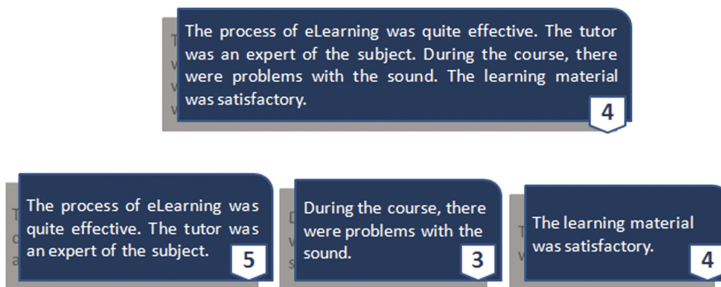 The process of eLearning was quite effective. The tutor
was an expert of the subject. During the course, there
were problems with the sound. The learning material
was satisfactory.
4
The process of eLearning was
quite effective. The tutor was
an expert of the subject.
5
During the course, there
were problems with the
sound.
3
The learning material
was satisfactory.
4